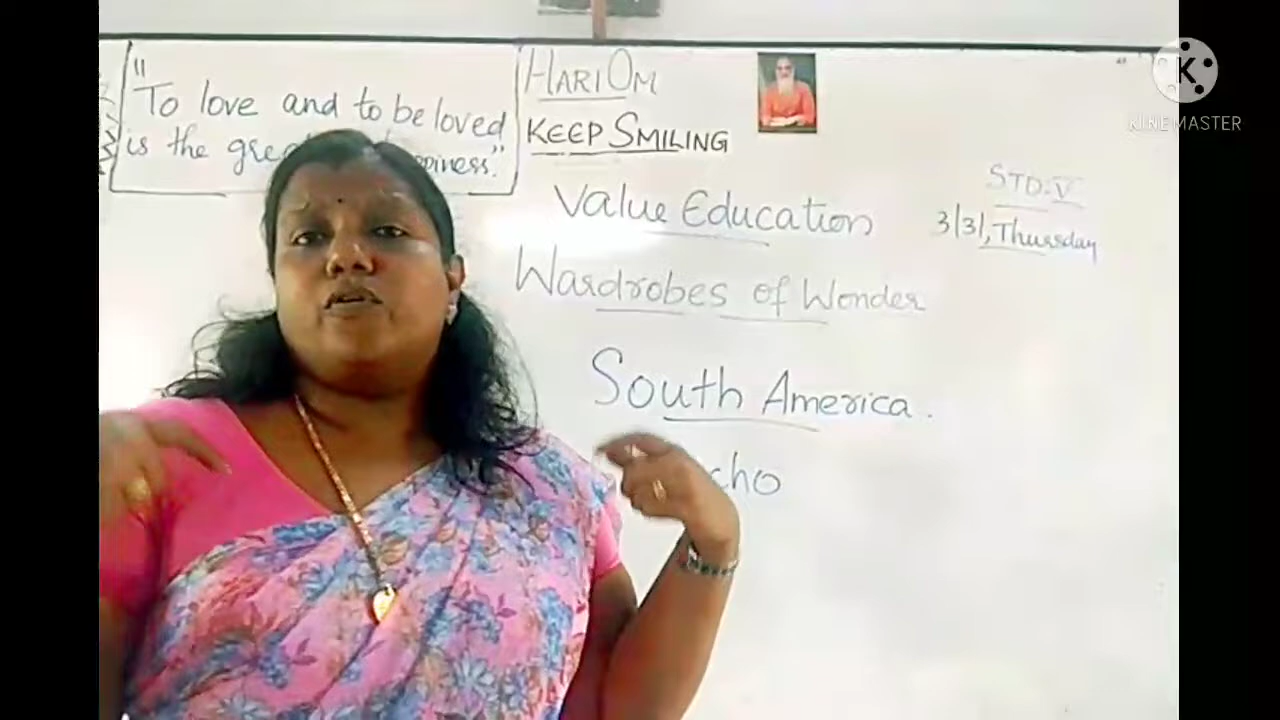 "To love and to be loved
is the happiness."
HARI OM
KEEP SMILING
Value Education
STD:V
3/3/, Thursday
Wardrobes of Wonder
South America.
cho
KINEMASTER